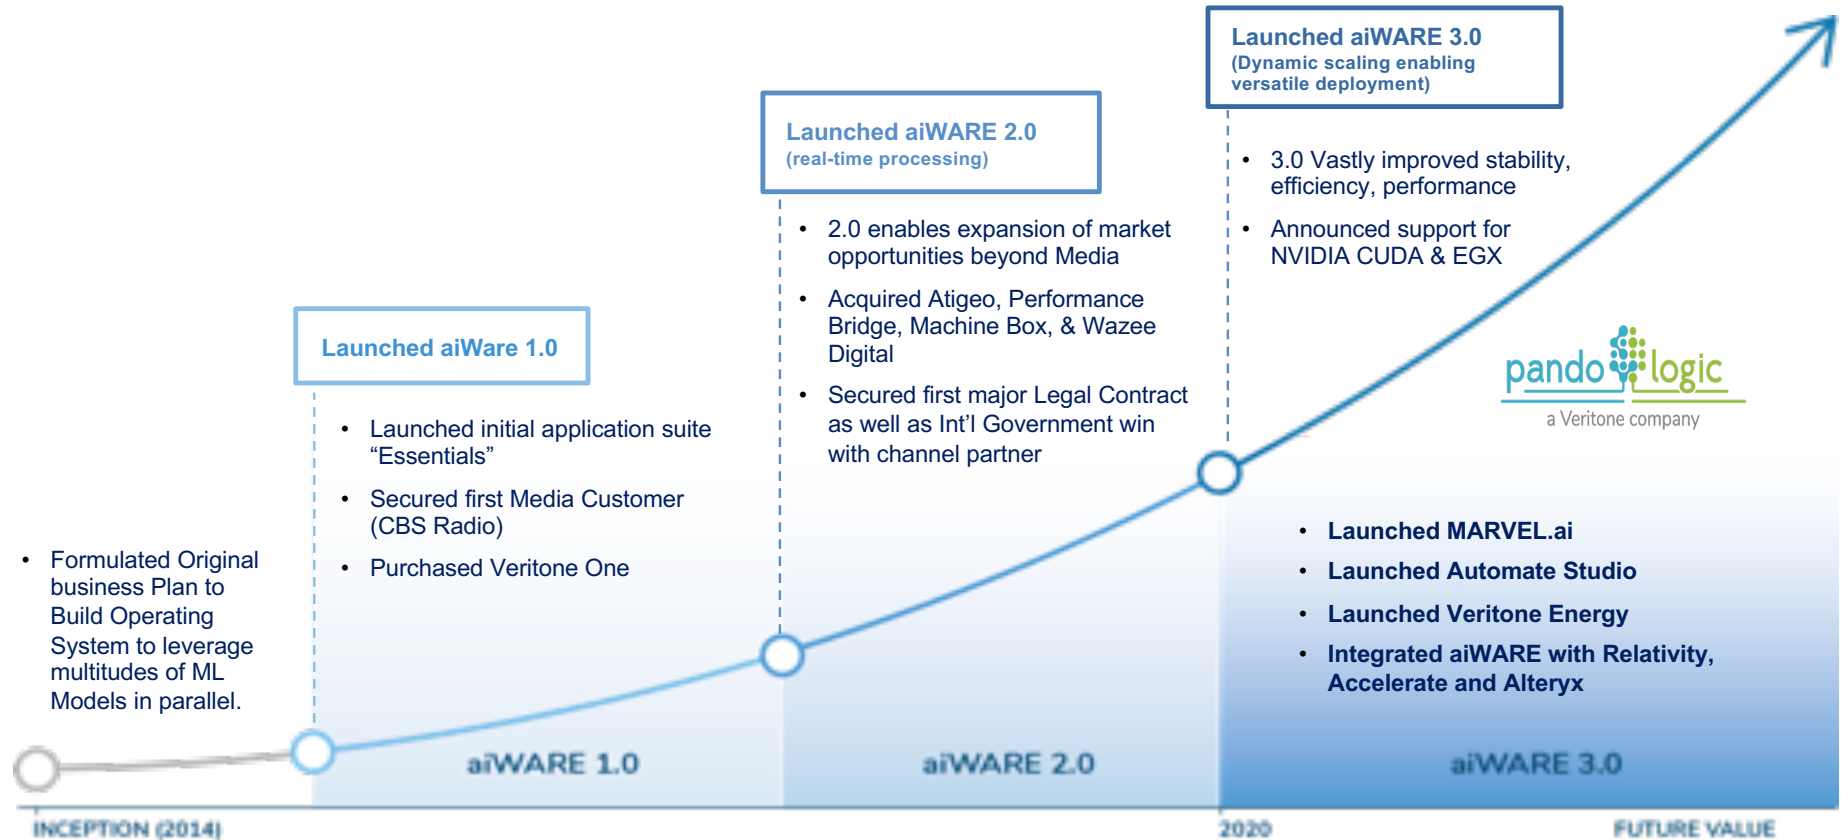 Launched aiWARE 3.0
(Dynamic scaling enabling
versatile deployment)
• 3.0 Vastly improved stability,
efficiency, performance
• Announced support for
NVIDIA CUDA & EGX
Launched aiWARE 2.0
(real-time processing)
• 2.0 enables expansion of market
opportunities beyond Media
• Acquired Atigeo, Performance
Bridge, Machine Box, & Wazee
Digital
• Secured first major Legal Contract
as well as Int’l Government win
with channel partner
Launched aiWare 1.0
• Launched initial application suite
“Essentials”
• Secured first Media Customer
(CBS Radio)
• Purchased Veritone One
• Formulated Original
business Plan to
Build Operating
System to leverage
multitudes of ML
Models in parallel.
pando logic
a Veritone company
• Launched MARVEL.ai
• Launched Automate Studio
• Launched Veritone Energy
• Integrated aiWARE with Relativity,
Accelerate and Alteryx
aiWARE 1.0
aiWARE 2.0
aiWARE 3.0
INCEPTION (2014)
2020
FUTURE VALUE